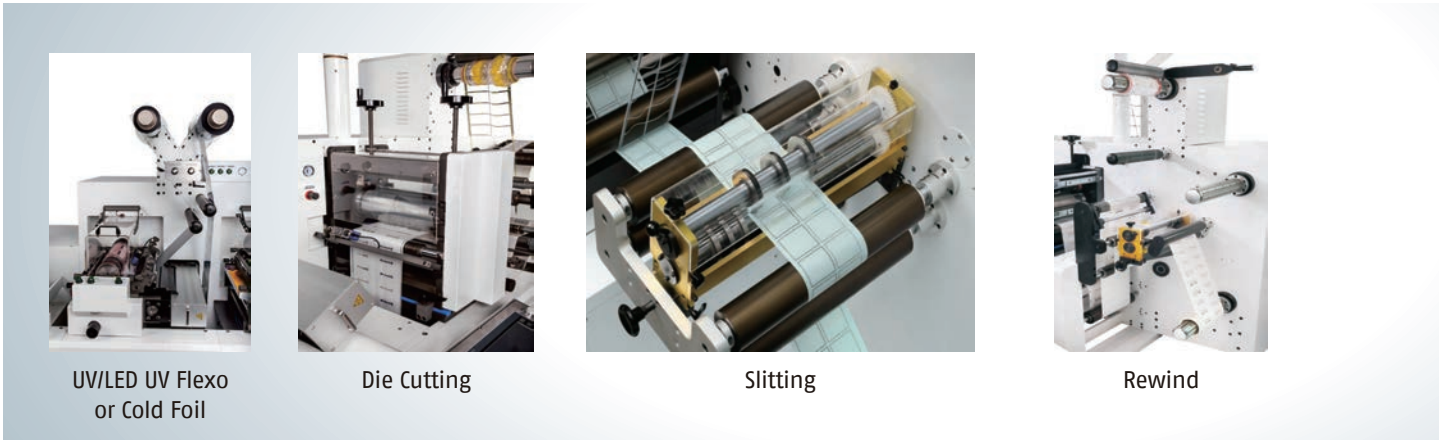 UV/LED UV Flexo
or Cold Foil
Die Cutting
Slitting
Rewind